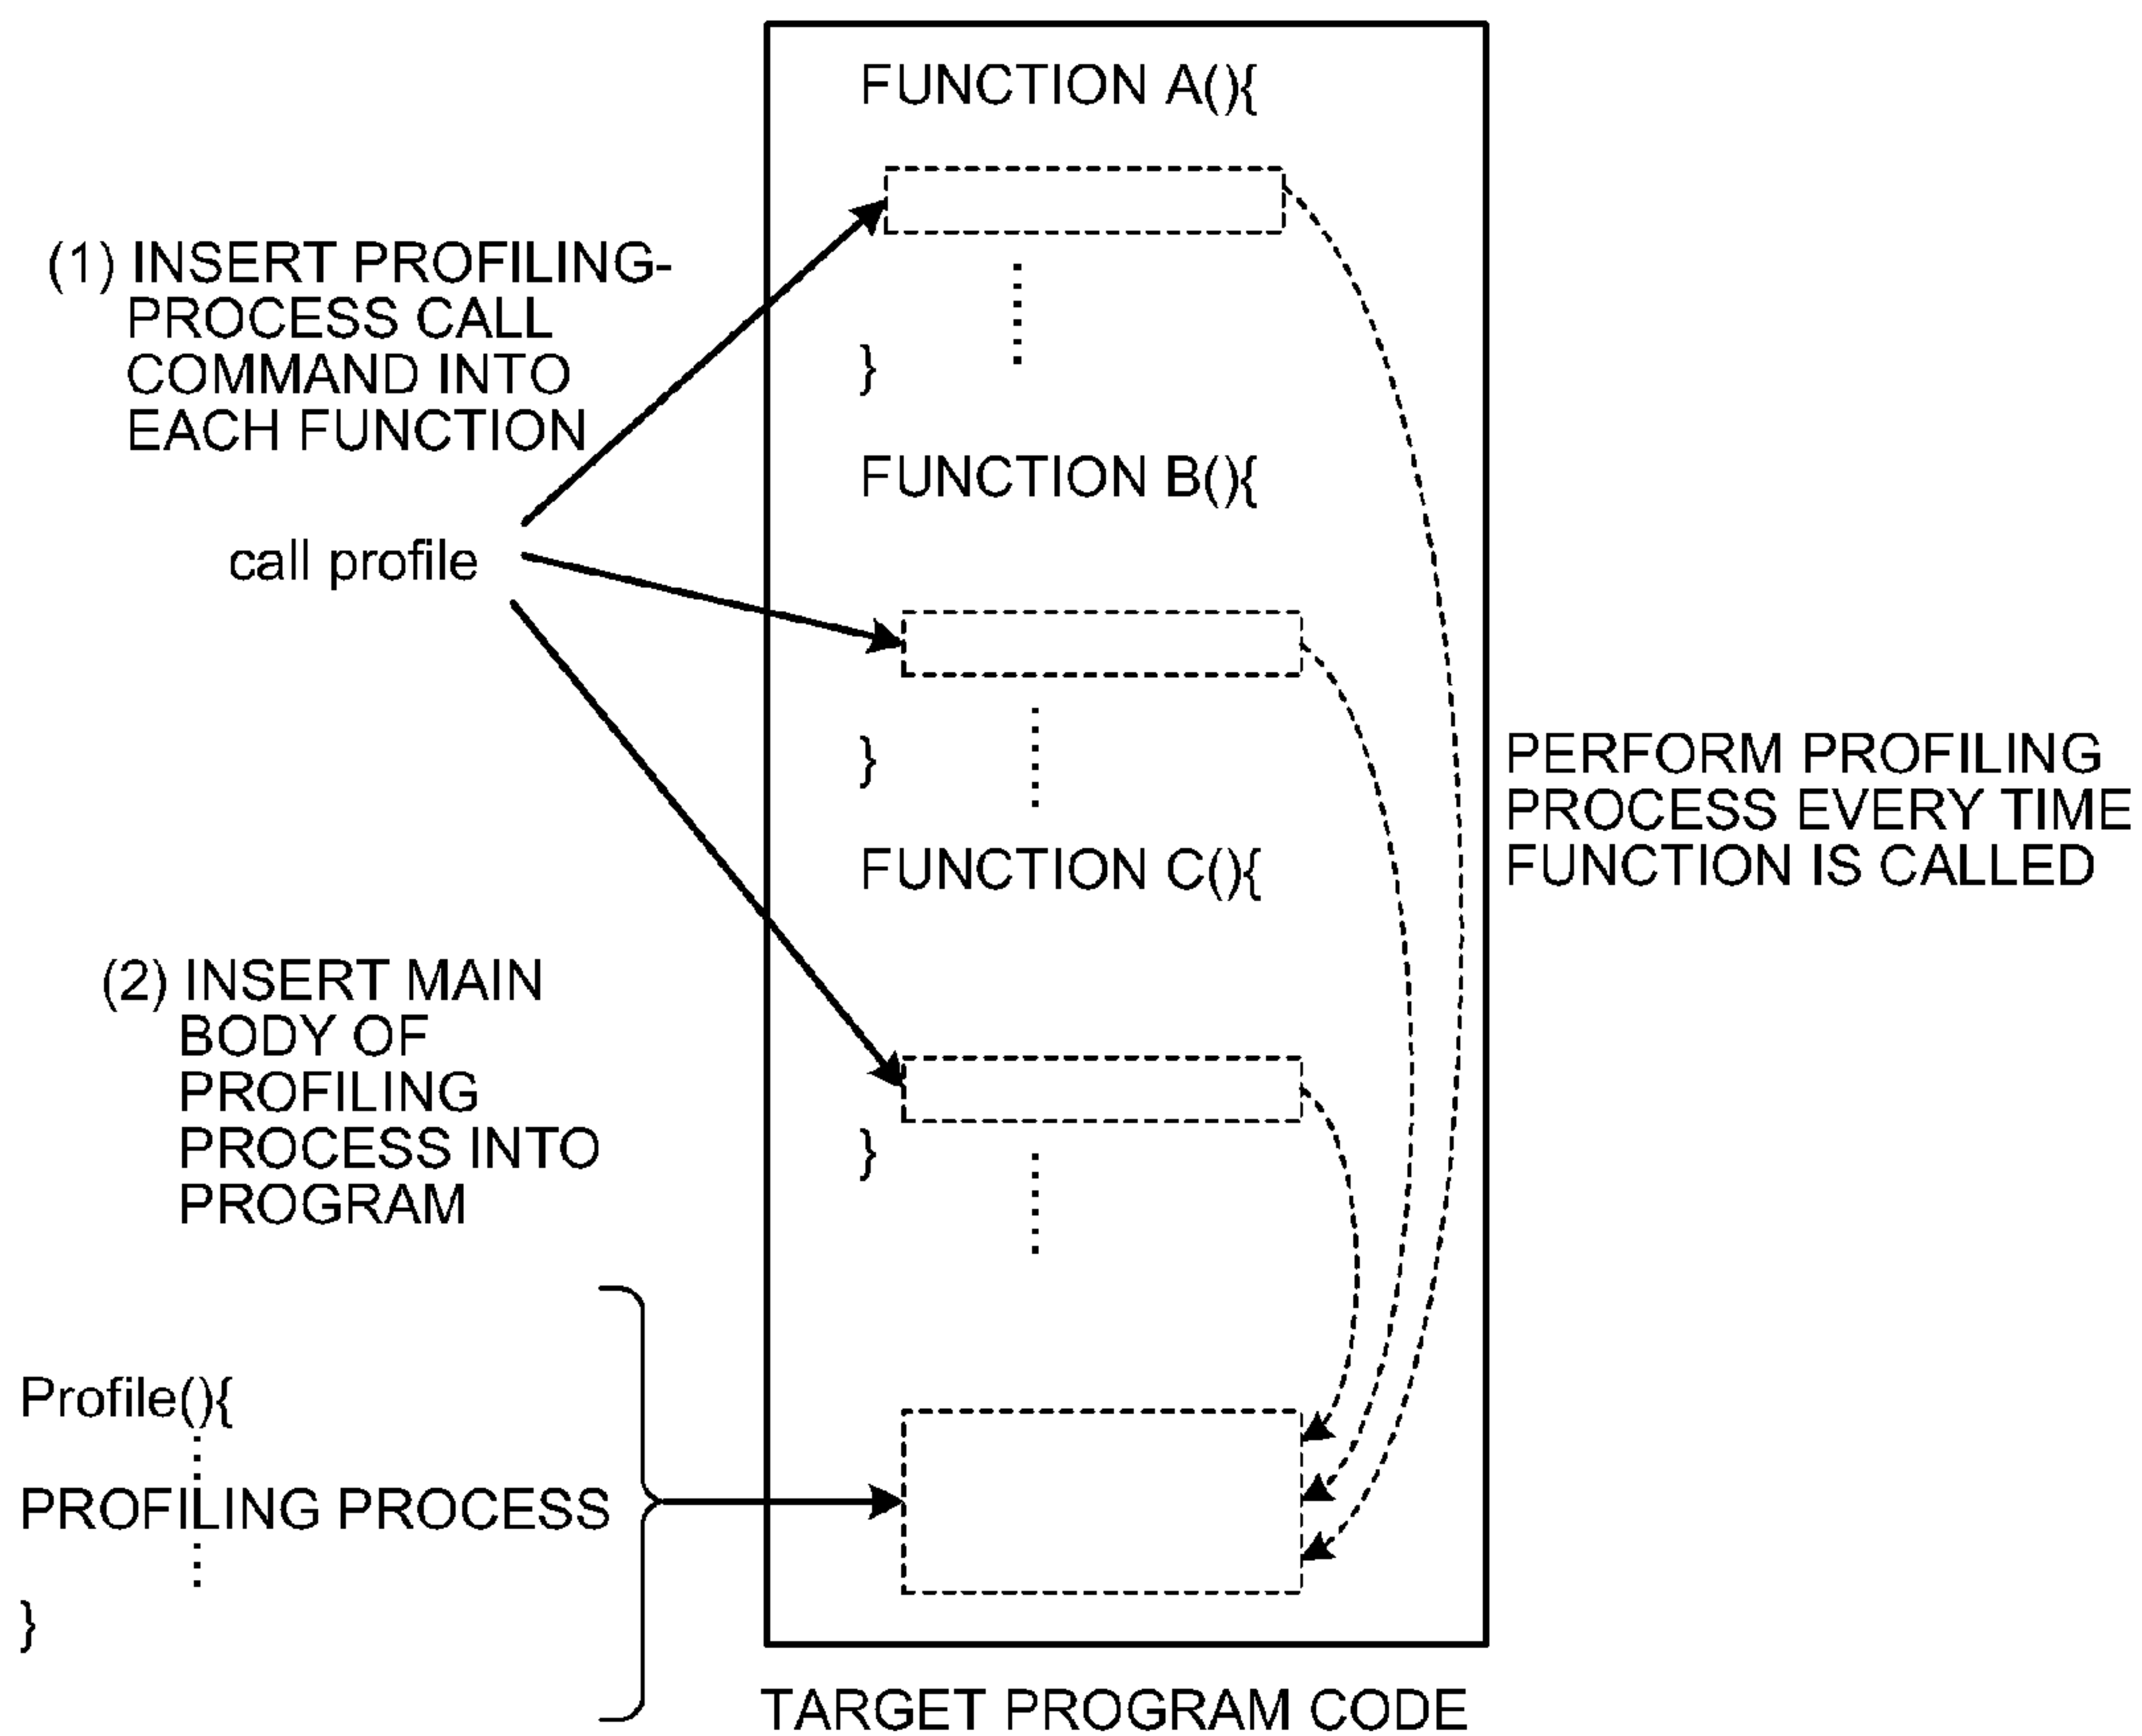 FUNCTION A(){
(1) INSERT PROFILING-
PROCESS CALL
COMMAND INTO
EACH FUNCTION
}
FUNCTION B(){
call profile
}
PERFORM PROFILING
PROCESS EVERY TIME
FUNCTION IS CALLED
FUNCTION C(){
(2) INSERT MAIN
BODY OF
PROFILING
PROCESS INTO
PROGRAM
}
Profile(){
PROFILING PROCESS
}
TARGET PROGRAM CODE